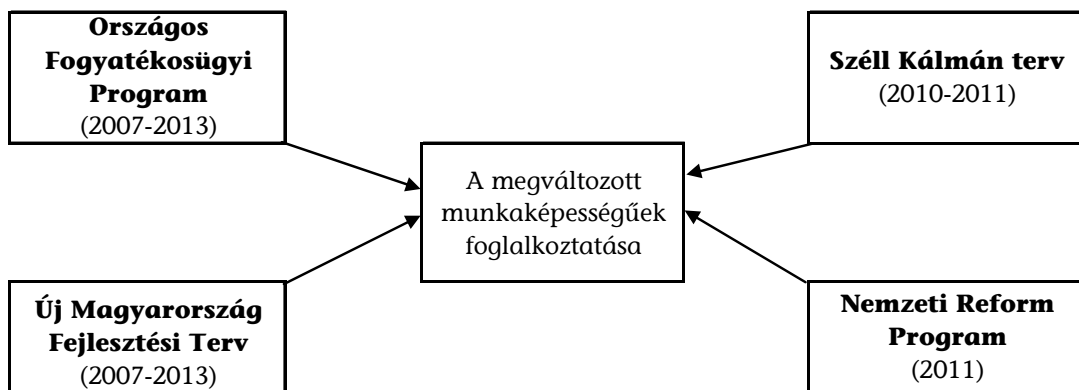 Országos
Fogyatékosügyi
Program
(2007-2013)
Széll Kálmán terv
(2010-2011)
A megváltozott
munkaképességűek
foglalkoztatása
Új Magyarország
Fejlesztési Terv
(2007-2013)
Nemzeti Reform
Program
(2011)